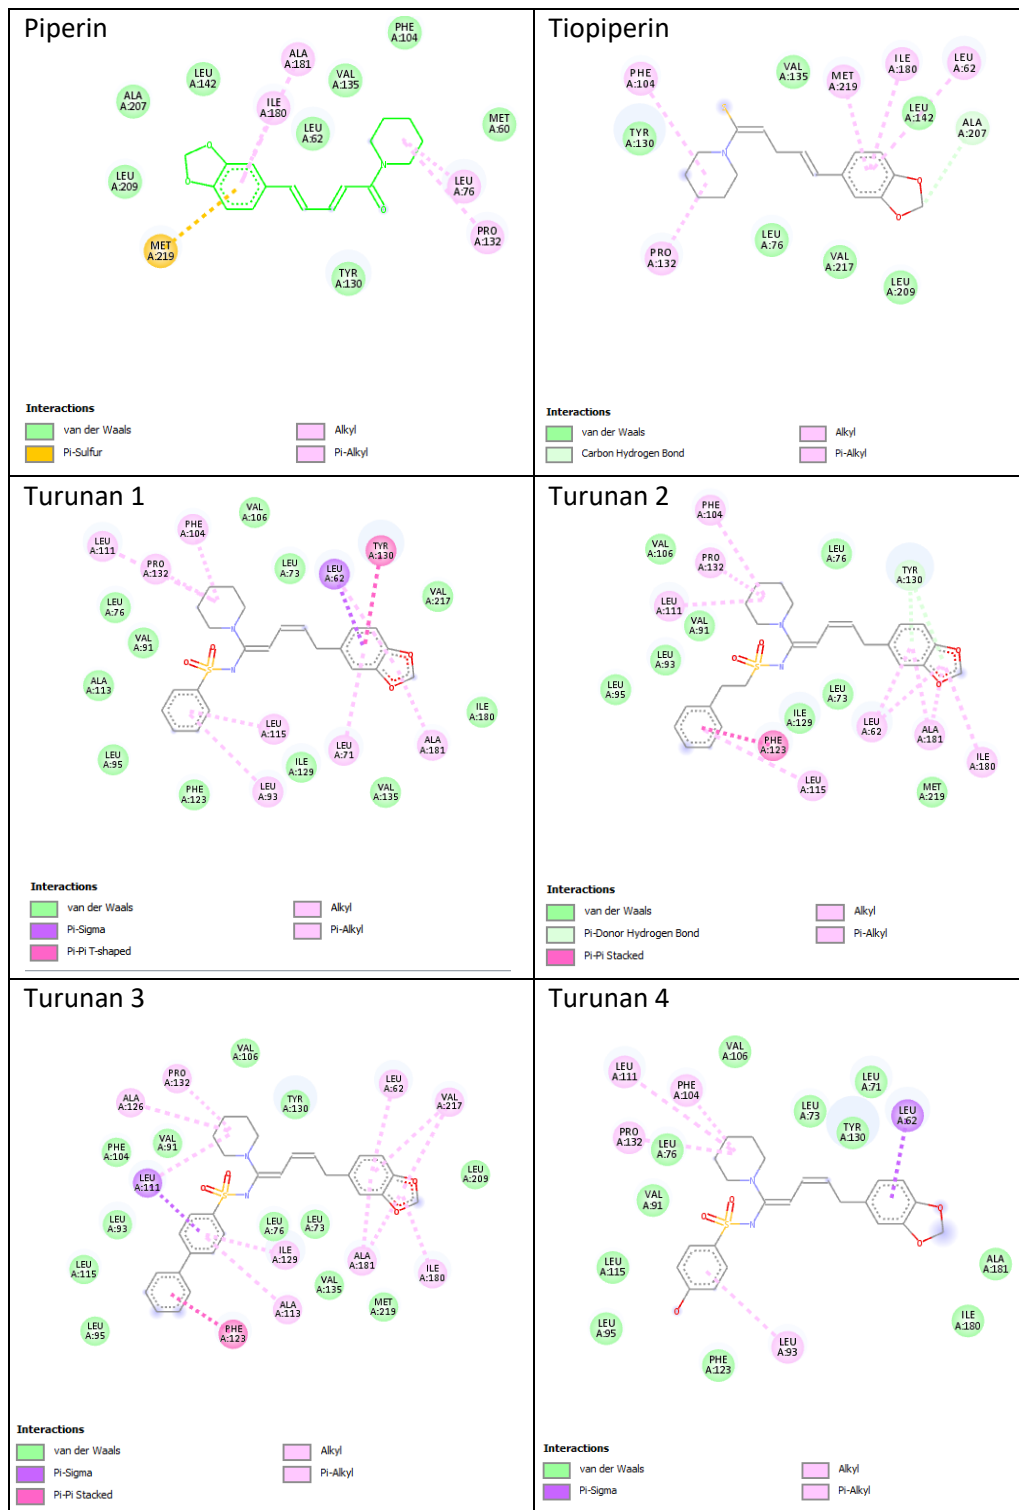 Piperin
PHE
A:104
ALA
A:181
LEU
A:142
VAL
A:135
ALA
A:207
ILE
A:180
LEU
A:62
MET
A:60
LEU
A:209
N
O
O
O
LEU
A:76
PRO
A:132
MET
A:219
TYR
A:130
Interactions
van der Waals
Pi-Sulfur
Alkyl
Pi-Alkyl
Tiopiperin
PHE
A:104
VAL
A:135
MET
A:219
ILE
A:180
LEU
A:62
TYR
A:130
S
LEU
A:142
ALA
A:207
N
O
O
PRO
A:132
LEU
A:76
VAL
A:217
LEU
A:209
Interactions
van der Waals
Carbon Hydrogen Bond
Alkyl
Pi-Alkyl
Turunan 1
VAL
A:106
LEU
A:111
PHE
A:104
TYR
A:130
PRO
A:132
LEU
A:73
LEU
A:62
LEU
A:76
VAL
A:217
VAL
A:91
N
O
O
S
N
O
O
ALA
A:113
ILE
A:180
LEU
A:115
LEU
A:71
ALA
A:181
LEU
A:95
ILE
A:129
PHE
A:123
LEU
A:93
VAL
A:135
Interactions
van der Waals
Pi-Sigma
Pi-Pi T-shaped
Alkyl
Pi-Alkyl
Turunan 2
PHE
A:104
VAL
A:106
PRO
A:132
LEU
A:76
TYR
A:130
LEU
A:111
VAL
A:91
N
O
O
S
N
O
O
LEU
A:93
LEU
A:95
LEU
A:73
ILE
A:129
LEU
A:62
ALA
A:181
PHE
A:123
ILE
A:180
LEU
A:115
MET
A:219
Interactions
van der Waals
Pi-Donor Hydrogen Bond
Pi-Pi Stacked
Alkyl
Pi-Alkyl
Turunan 3
VAL
A:106
PRO
A:132
ALA
A:126
TYR
A:130
LEU
A:62
VAL
A:217
PHE
A:104
VAL
A:91
LEU
A:111
N
O
O
S
N
O
O
LEU
A:209
LEU
A:93
LEU
A:76
LEU
A:73
ILE
A:129
ALA
A:181
ILE
A:180
LEU
A:115
VAL
A:135
LEU
A:95
ALA
A:113
MET
A:219
PHE
A:123
Interactions
van der Waals
Pi-Sigma
Pi-Pi Stacked
Alkyl
Pi-Alkyl
Turunan 4
LEU
A:111
VAL
A:106
PHE
A:104
LEU
A:71
LEU
A:73
LEU
A:62
PRO
A:132
LEU
A:76
TYR
A:130
VAL
A:91
N
O
O
S
N
O
O
O
LEU
A:115
ALA
A:181
LEU
A:95
ILE
A:180
LEU
A:93
PHE
A:123
Interactions
van der Waals
Pi-Sigma
Alkyl
Pi-Alkyl